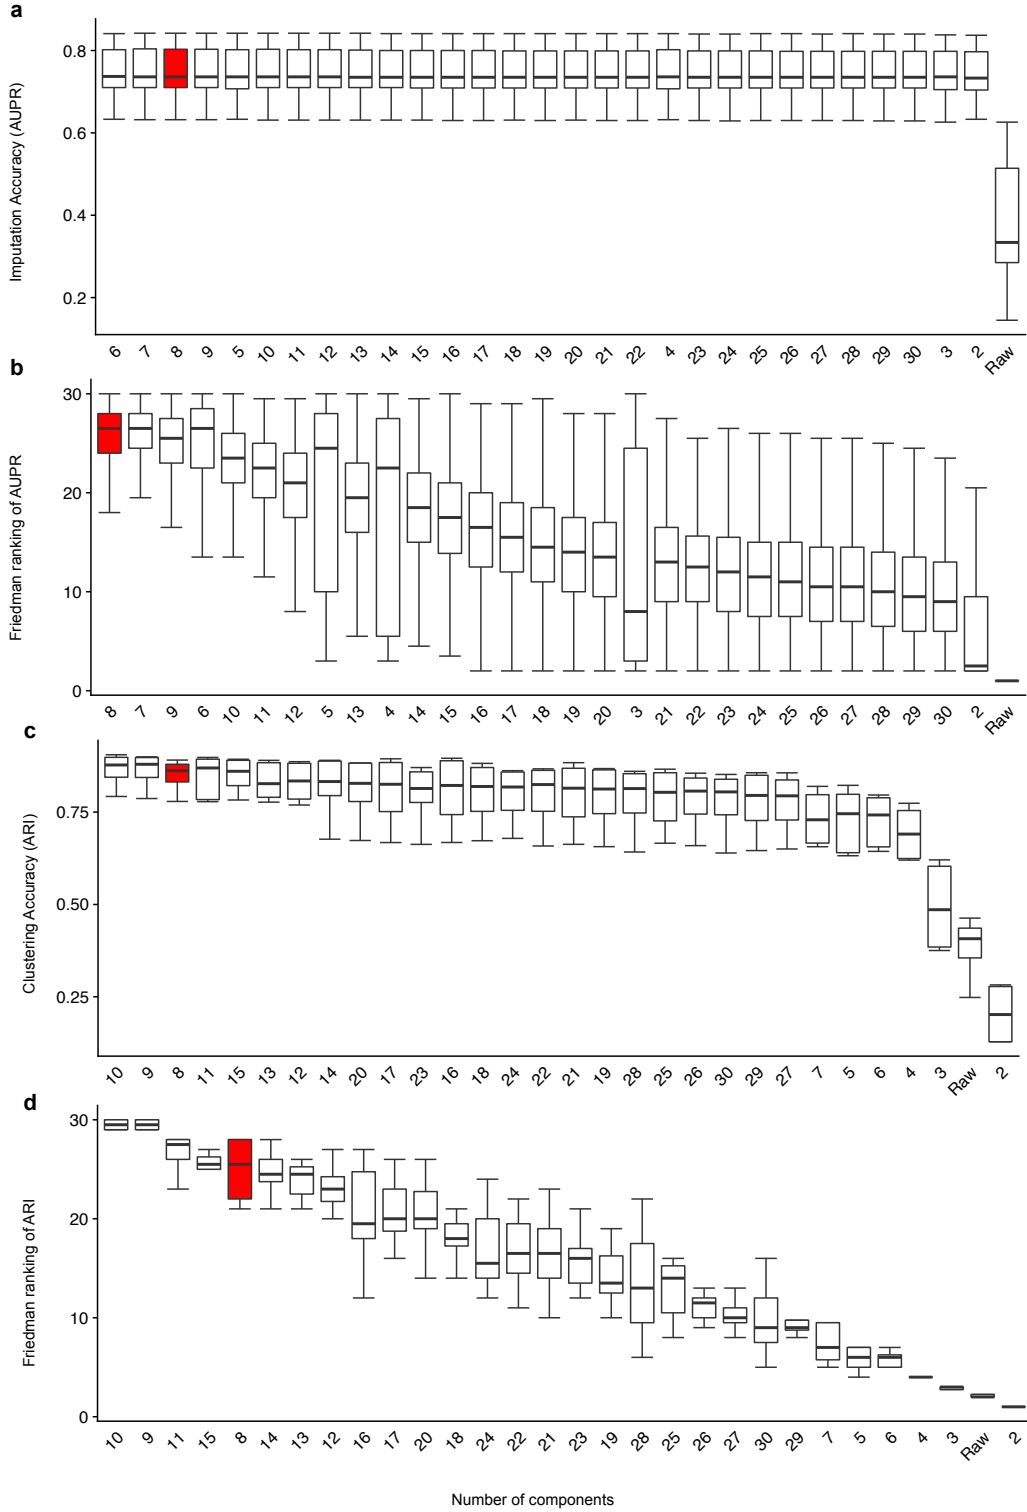 a
Imputation Accuracy (AUPR)
0.8
0.6
0.4
0.2
6 7 8 9 5 10 11 12 13 14 15 16 17 18 19 20 21 22 4 23 24 25 26 27 28 29 30 3 2 Raw
b
Friedman ranking of AUPR
30
20
10
0
8 7 9 6 10 11 12 5 13 4 14 15 16 17 18 19 20 3 21 22 23 24 25 26 27 28 29 30 2 Raw
c
Clustering Accuracy (ARI)
0.75
0.50
0.25
10 9 8 11 15 13 12 14 20 17 23 16 18 24 22 21 19 28 25 26 30 29 27 7 5 6 4 3 Raw 2
d
Friedman ranking of ARI
30
20
10
0
10 9 11 15 8 14 13 12 16 17 20 18 24 22 21 23 19 28 25 26 27 30 29 7 5 6 4 3 Raw 2
Number of components